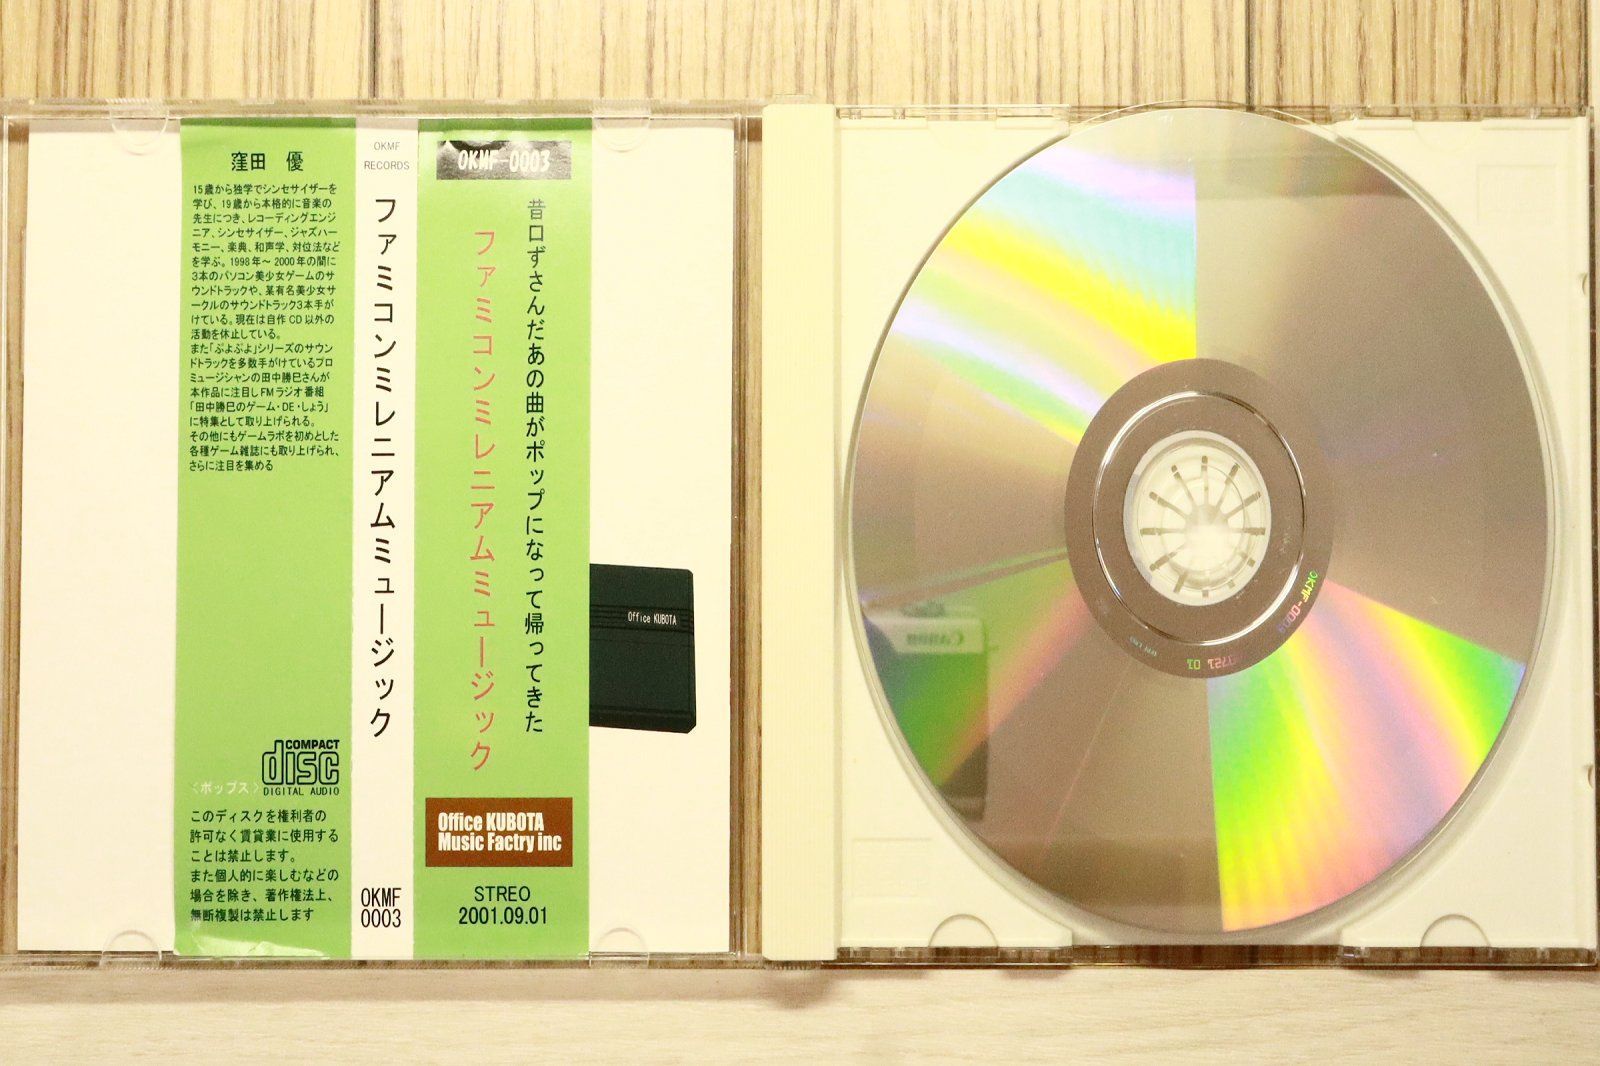 窪田　優
15歳から独学でシンセサイザーを
学び、19歳から本格的に音楽の
先生につき、レコーディングエンジ
ニア、シンセサイザー、ジャズハー
モニー、楽典、和声学、対位法など
を学ぶ。1998年～2000年の間に
3本のパソコン美少女ゲームのサ
ウンドトラックや、某有名美少女サ
ークルのサウンドトラック3本手が
けている。現在は自作CD以外の
活動を休止している。
また「ぷよぷよ」シリーズのサウン
ドトラックを多数手がけているプロ
ミュージシャンの田中勝巳さんが
本作品に注目しFMラジオ番組
「田中勝巳のゲーム・DE・しょう」
に特集として取り上げられる。
その他にもゲームラボを初めとした
各種ゲーム雑誌にも取り上げられ、
さらに注目を集める
COMPACT
disc
DIGITAL AUDIO
〈ポップス〉
このディスクを権利者の
許可なく賃貸業に使用する
ことは禁止します。
また個人的に楽しむなどの
場合を除き、著作権法上、
無断複製は禁止します
OKMF
RECORDS
ファミコンミレニアムミュージック
OKMF
0003
OKMF-0003
昔口ずさんだあの曲がポップになって帰ってきた
ファミコンミレニアムミュージック
Office KUBOTA
Music Factry inc
STREO
2001.09.01
Office KUBOTA
Canon